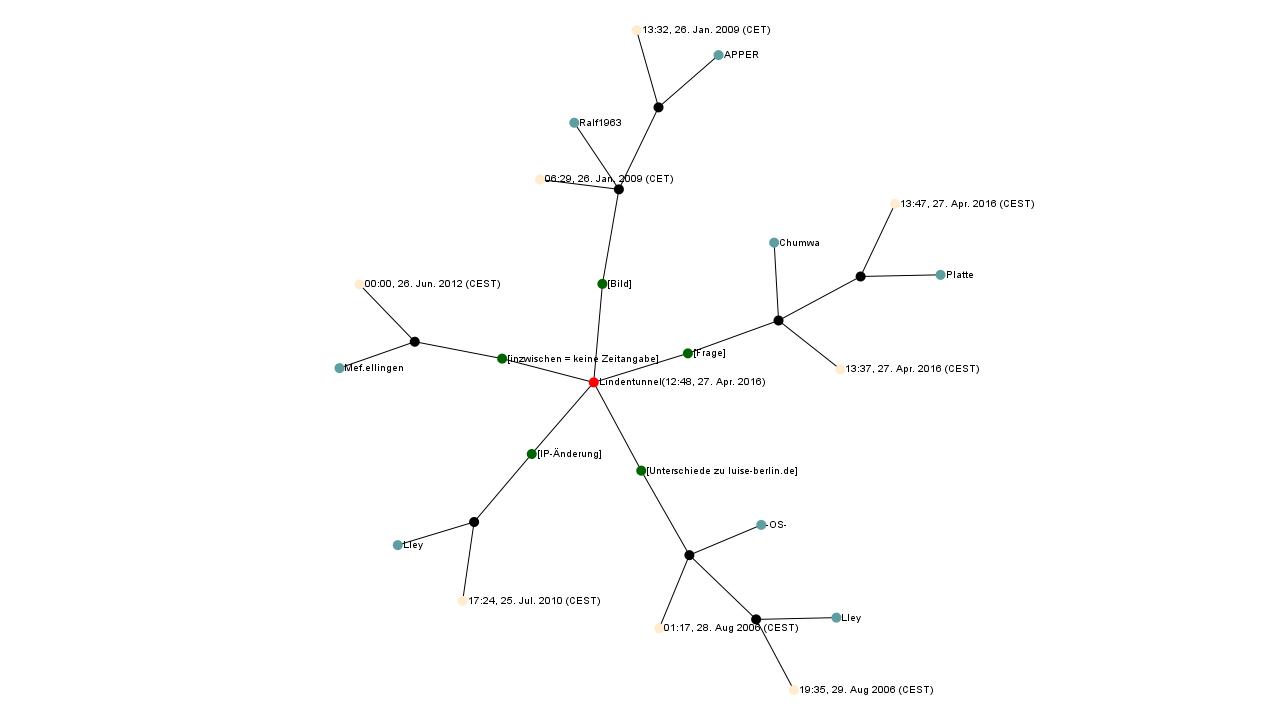 13:32, 26. Jan. 2009 (CET)
APPER
Ralf1963
06:29, 26. Jan. 2009 (CET)
13:47, 27. Apr. 2016 (CEST)
Chumwa
Platte
00:00, 26. Jun. 2012 (CEST)
[Bild]
[Frage]
[inzwischen = keine Zeitangabe]
Mef.ellingen
13:37, 27. Apr. 2016 (CEST)
Lindentunnel(12:48, 27. Apr. 2016)
[IP-Änderung]
[Unterschiede zu luise-berlin.de]
-OS-
Lley
17:24, 25. Jul. 2010 (CEST)
Lley
01:17, 28. Aug 2006 (CEST)
19:35, 29. Aug 2006 (CEST)